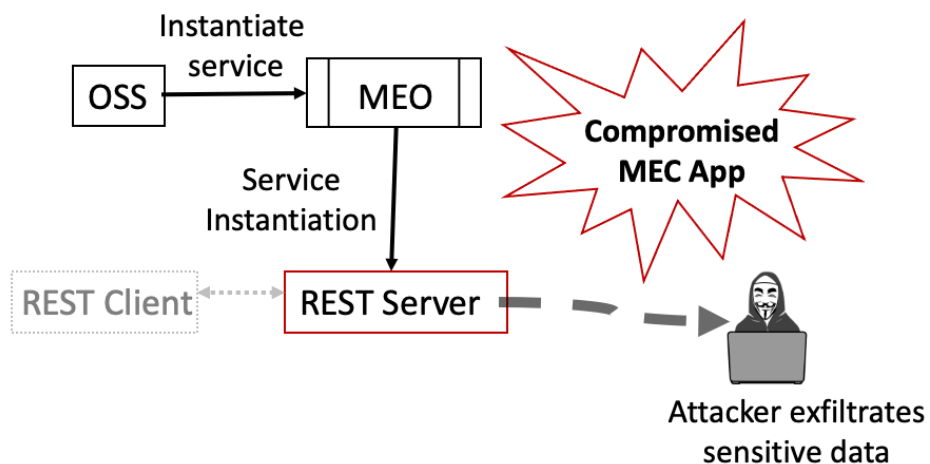 Instantiate
service
OSS
MEO
Compromised
MEC App
Service
Instantiation
REST Client
REST Server
Attacker exfiltrates
sensitive data